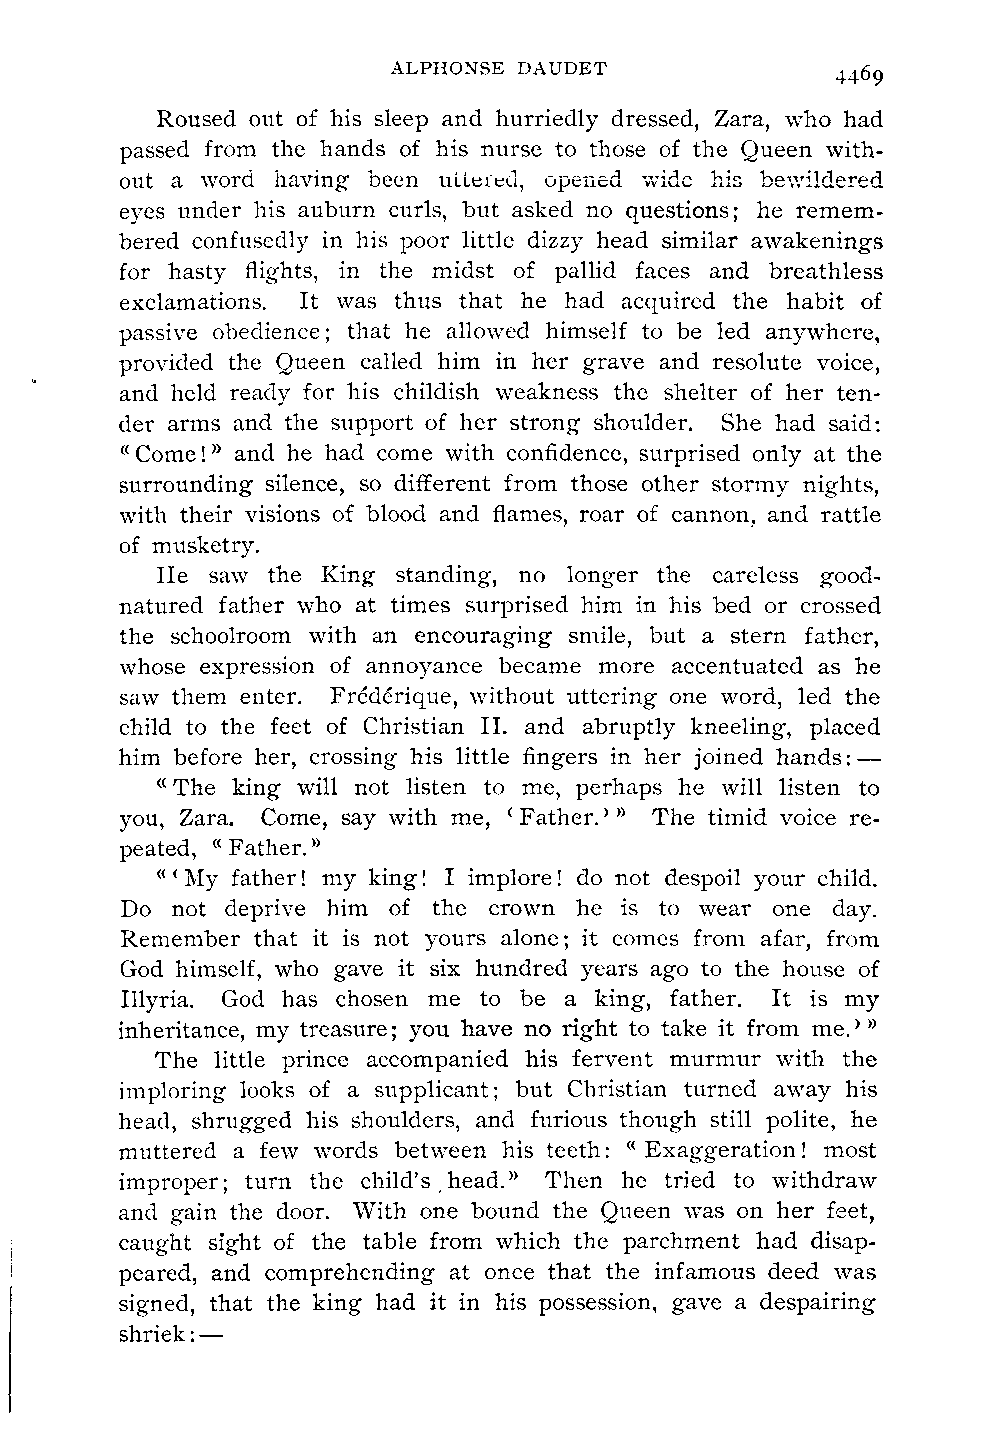 ALPHONSE DAUDET
4469
Roused out of his sleep and hurriedly dressed, Zara, who had
passed from the hands of his nurse to those of the Queen with-
out a word having been uttered, opened wide his bewildered
eyes under his auburn curls, but asked no questions; he remem-
bered confusedly in his poor little dizzy head similar awakenings
for hasty flights, in the midst of pallid faces and breathless
exclamations. It was thus that he had acquired the habit of
passive obedience; that he allowed himself to be led anywhere,
provided the Queen called him in her grave and resolute voice,
and held ready for his childish weakness the shelter of her ten-
der arms and the support of her strong shoulder. She had said:
«Come!» and he had come with confidence, surprised only at the
surrounding silence, so different from those other stormy nights,
with their visions of blood and flames, roar of cannon, and rattle
of musketry.
He saw the King standing, no longer the careless good-
natured father who at times surprised him in his bed or crossed
the schoolroom with an encouraging smile, but a stern father,
whose expression of annoyance became more accentuated as he
saw them enter. Frédérique, without uttering one word, led the
child to the feet of Christian II. and abruptly kneeling, placed
him before her, crossing his little fingers in her joined hands:—
«The king will not listen to me, perhaps he will listen to
you, Zara. Come, say with me, ‹Father.›» The timid voice re-
peated, «Father.»
«‹My father! my king! I implore! do not despoil your child.
Do not deprive him of the crown he is to wear one day.
Remember that it is not yours alone; it comes from afar, from
God himself, who gave it six hundred years ago to the house of
Illyria. God has chosen me to be a king, father. It is my
inheritance, my treasure; you have no right to take it from me.›»
The little prince accompanied his fervent murmur with the
imploring looks of a supplicant; but Christian turned away his
head, shrugged his shoulders, and furious though still polite, he
muttered a few words between his teeth: «Exaggeration! most
improper; turn the child's head.» Then he tried to withdraw
and gain the door. With one bound the Queen was on her feet,
caught sight of the table from which the parchment had disap-
peared, and comprehending at once that the infamous deed was
signed, that the king had it in his possession, gave a despairing
shriek:—